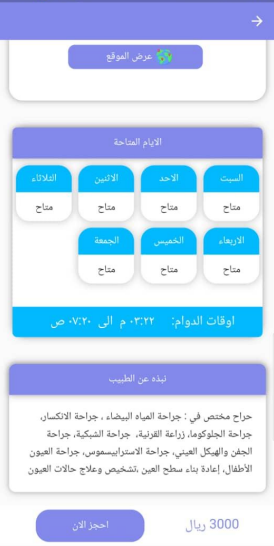 عرض الموقع
الايام المتاحة
السبت الاحد الاثنين الثلاثاء
متاح متاح متاح متاح
الاربعاء الخميس الجمعة
متاح متاح متاح
اوقات الدوام: ٠٣:٢٢ م الى ٠٧:٢٠ ص
نبذه عن الطبيب
حراح مختص في : جراحة المياه البيضاء ، جراحة الانكسار،
جراحة الجلوكوما، زراعة القرنية، جراحة الشبكية، جراحة
الجفن والهيكل العيني، جراحة الاسترابيسموس، جراحة العيون
الأطفال، إعادة بناء سطح العين ،تشخيص وعلاج حالات العيون
3000 ريال
احجز الان